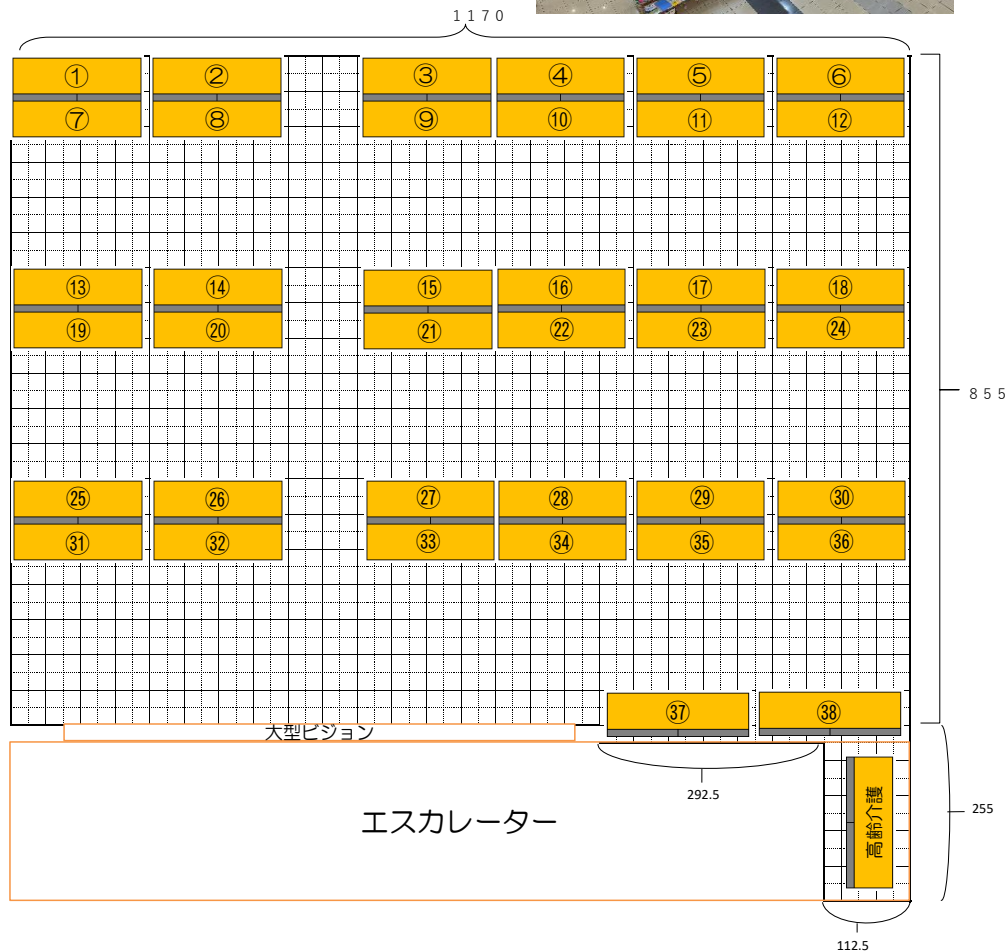 １１７０
① ② ③ ④ ⑤ ⑥
⑦ ⑧ ⑨ ⑩ ⑪ ⑫
⑬ ⑭ ⑮ ⑯ ⑰ ⑱
⑲ ⑳ ㉑ ㉒ ㉓ ㉔
８５５
㉕ ㉖ ㉗ ㉘ ㉙ ㉚
㉛ ㉜ ㉝ ㉞ ㉟ ㊱
㊲ ㊳
大型ビジョン
292.5
エスカレーター
高齢介護
255
112.5